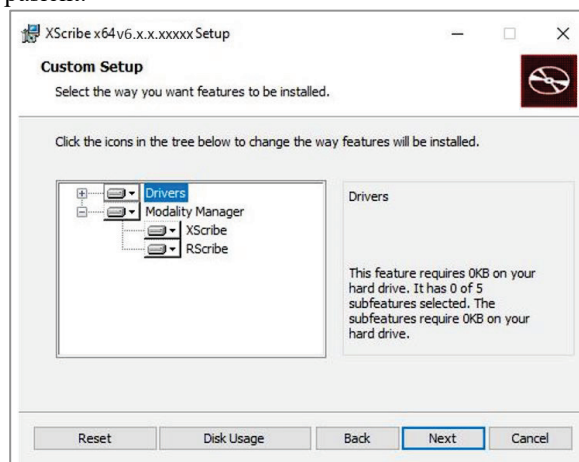 XScribe x64 v6.x.x.xxxxx Setup
Custom Setup
Select the way you want features to be installed.
Click the icons in the tree below to change the way features will be installed.
Drivers
Modality Manager
XScribe
RScribe
Drivers
This feature requires 0KB on your
hard drive. It has 0 of 5
subfeatures selected. The
subfeatures require 0KB on your
hard drive.
Reset
Disk Usage
Back
Next
Cancel